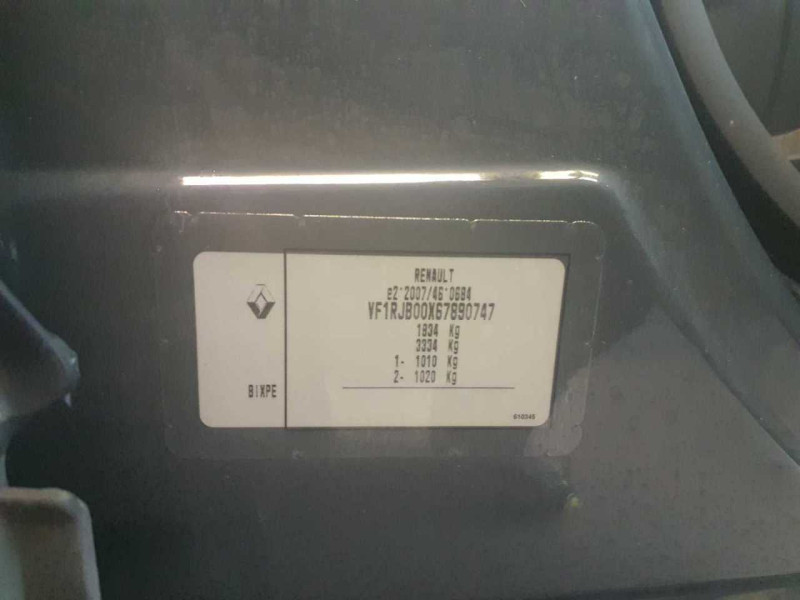 RENAULT
e2*2007/46*0684
VF1RJB00X67890747
1834 Kg
3334 Kg
1- 1010 Kg
2- 1020 Kg
BIXPE